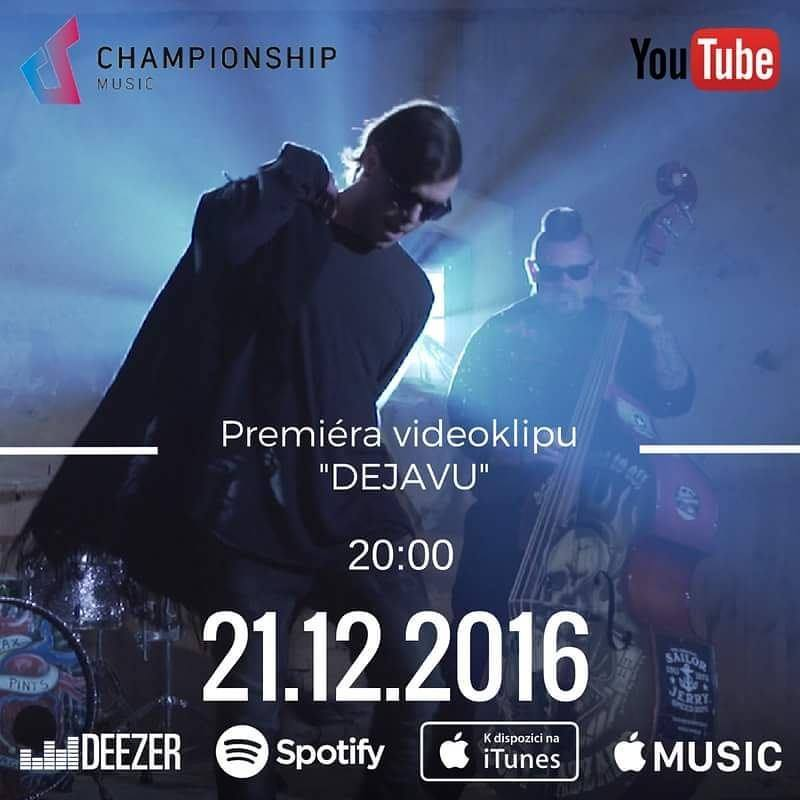 CHAMPIONSHIP
MUSIC
YouTube
Premiéra videoklipu
"DEJAVU"
20:00
21.12.2016
PINTS
SAILOR
JERRY
DEEZER
Spotify
K dispozici na
iTunes
MUSIC